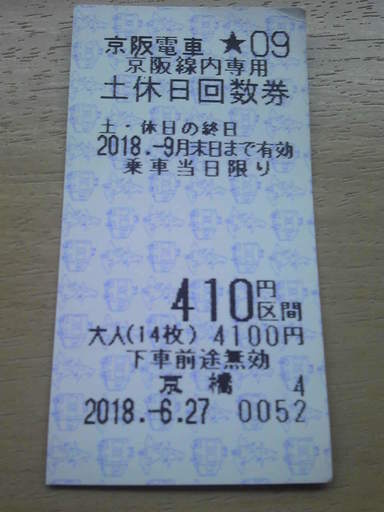 京阪電車 ★09
京阪線内専用
土休日回数券
土・休日の終日
2018.-9月末日まで有効
乗車当日限り
410円区間
大人(14枚) 4100円
下車前途無効
京橋 4
2018.-6.27 0052